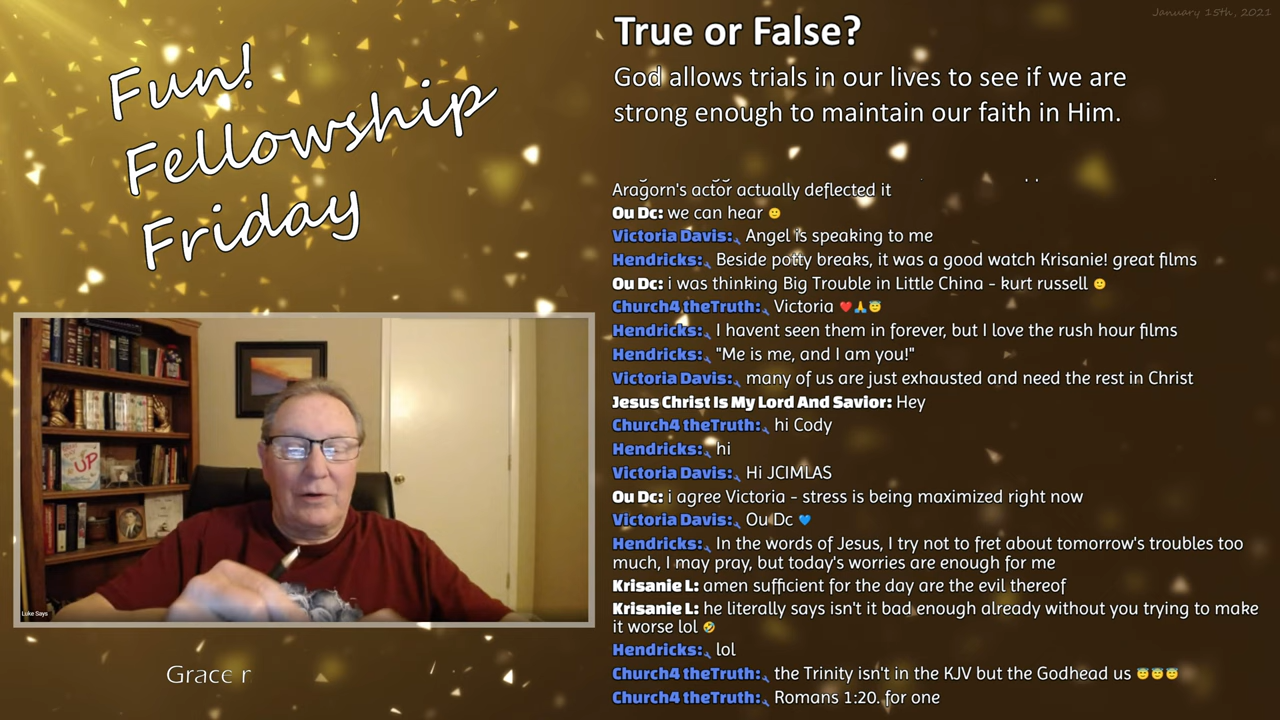 January 15th, 2021
Fun!
Fellowship
Friday
True or False?
God allows trials in our lives to see if we are
strong enough to maintain our faith in Him.
Aragorn's actor actually deflected it
Ou Dc: we can hear 🙂
Victoria Davis: Angel is speaking to me
Hendricks: Beside potty breaks, it was a good watch Krisanie! great films
Ou Dc: i was thinking Big Trouble in Little China - kurt russell 🙂
Church4 theTruth: Victoria ❤️🙏😇
Hendricks: I havent seen them in forever, but I love the rush hour films
Hendricks: "Me is me, and I am you!"
Victoria Davis: many of us are just exhausted and need the rest in Christ
Jesus Christ Is My Lord And Savior: Hey
Church4 theTruth: hi Cody
Hendricks: hi
Victoria Davis: Hi JCIMLAS
Ou Dc: i agree Victoria - stress is being maximized right now
Victoria Davis: Ou Dc 💙
Hendricks: In the words of Jesus, I try not to fret about tomorrow's troubles too
much, I may pray, but today's worries are enough for me
Krisanie L: amen sufficient for the day are the evil thereof
Krisanie L: he literally says isn't it bad enough already without you trying to make
it worse lol 🤣
Hendricks: lol
Church4 theTruth: the Trinity isn't in the KJV but the Godhead us 😇😇😇
Church4 theTruth: Romans 1:20. for one
UP
Luke Says
Grace r